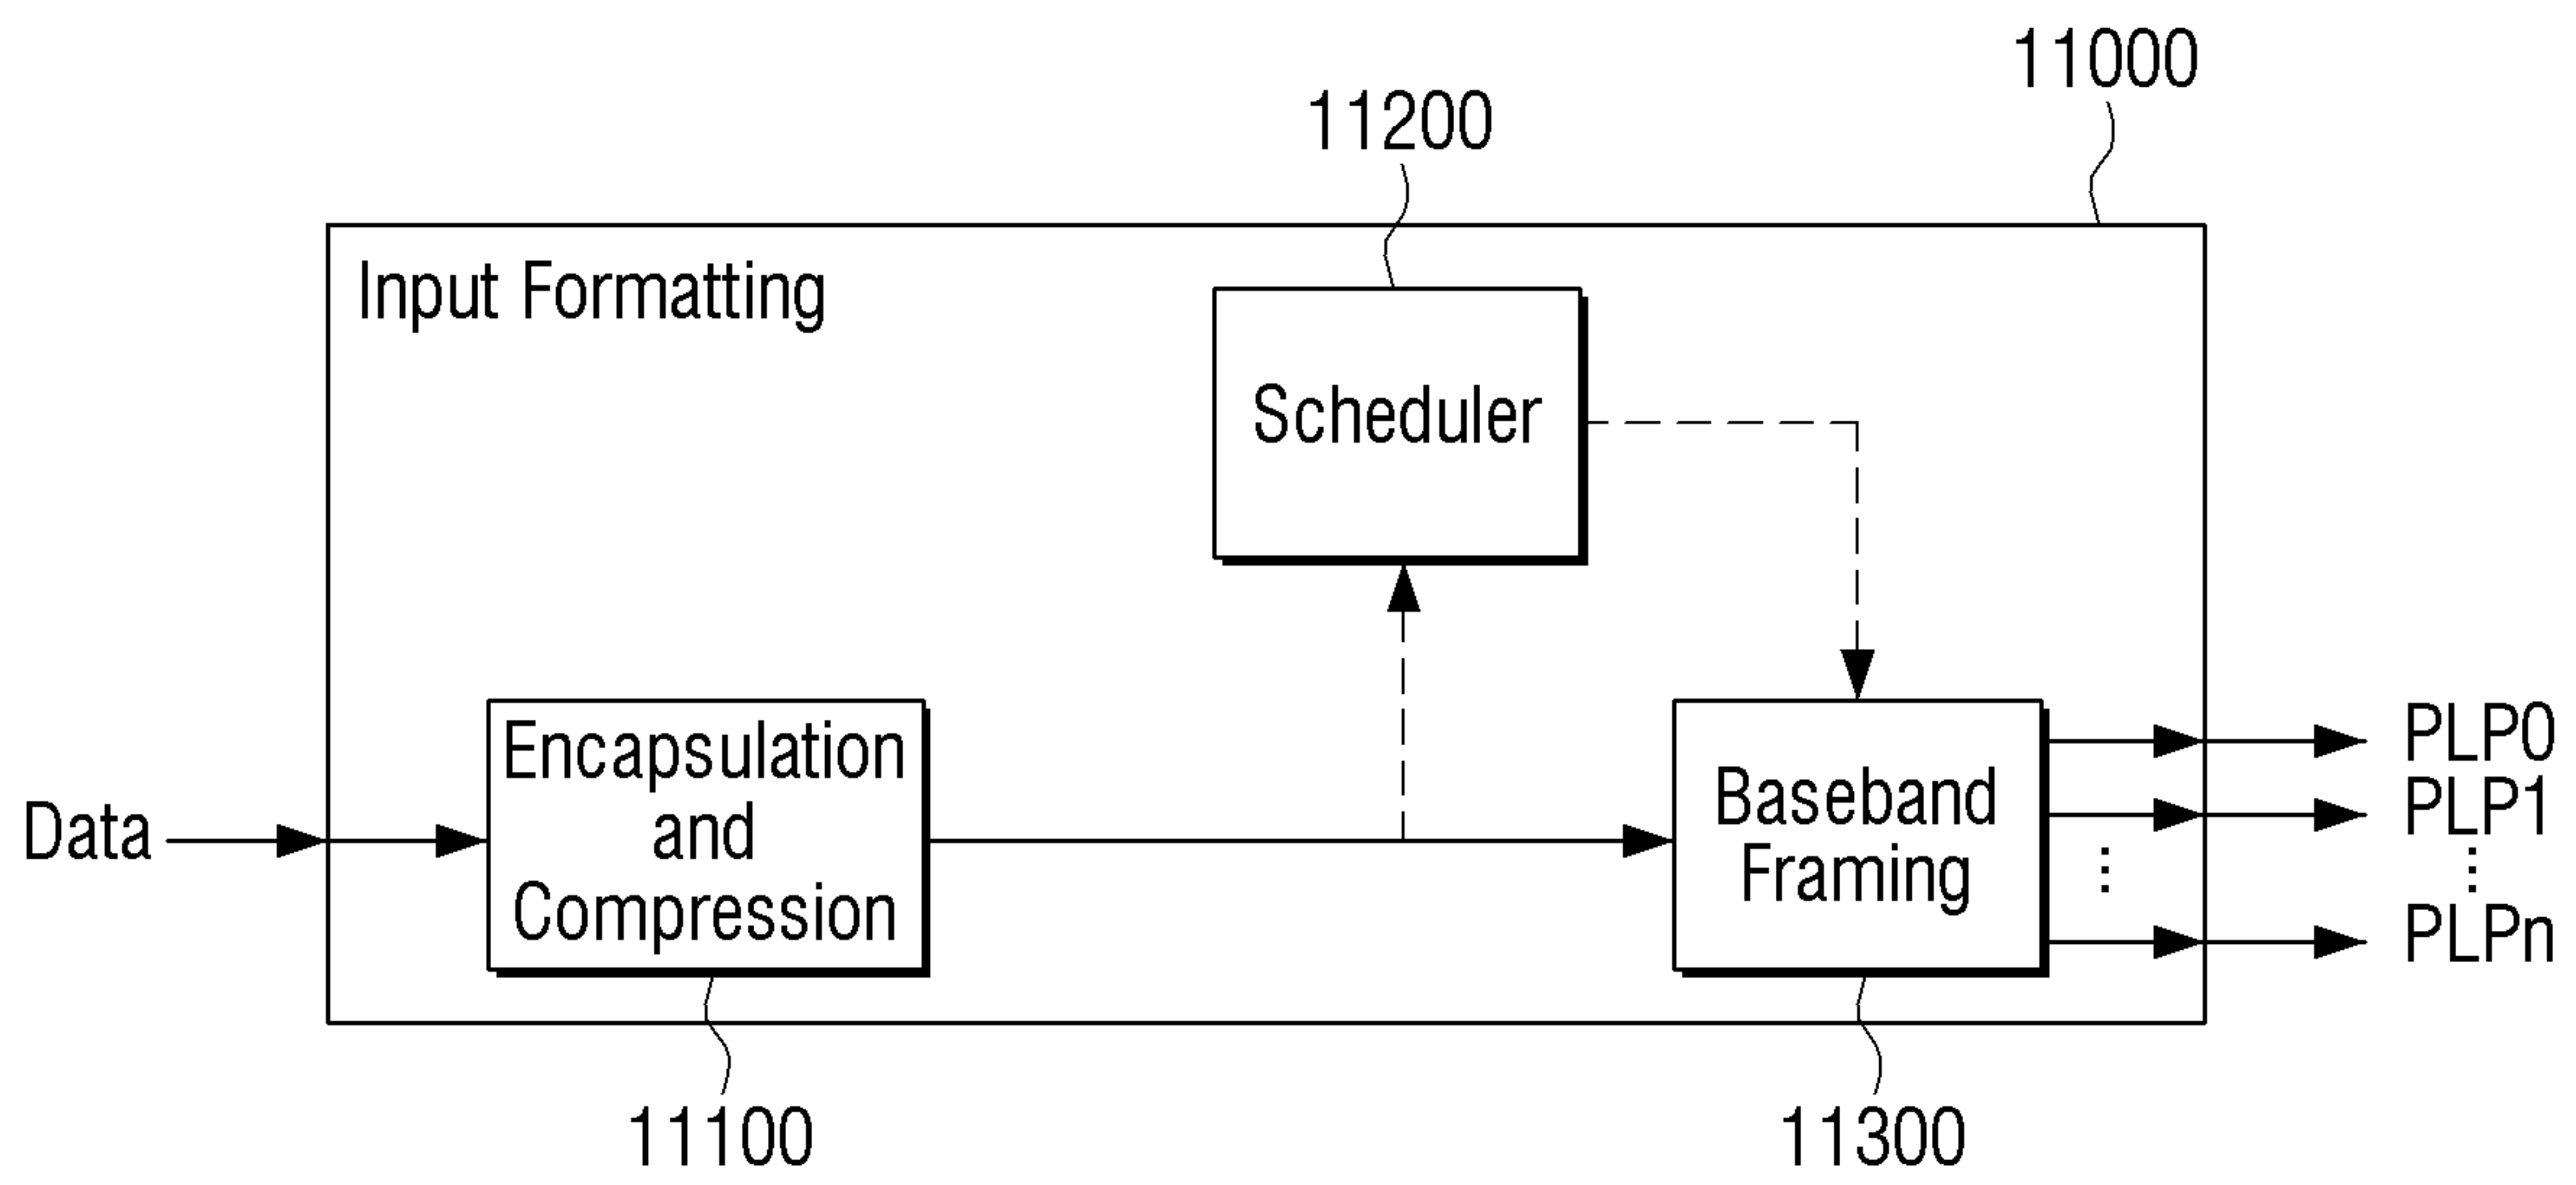 11000
11200
Input Formatting
Scheduler
Encapsulation
and
Compression
Data
Baseband
Framing
PLP0
PLP1
⋮
⋮
PLPn
11100
11300